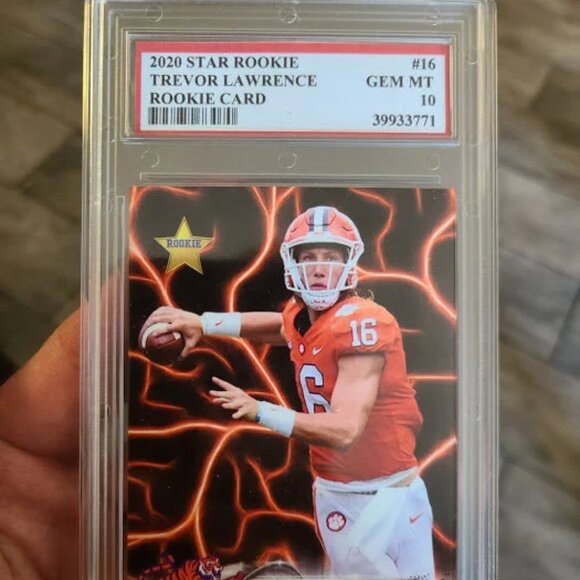 2020 STAR ROOKIE #16
TREVOR LAWRENCE GEM MT
ROOKIE CARD 10
39933771
ROOKIE
16
16